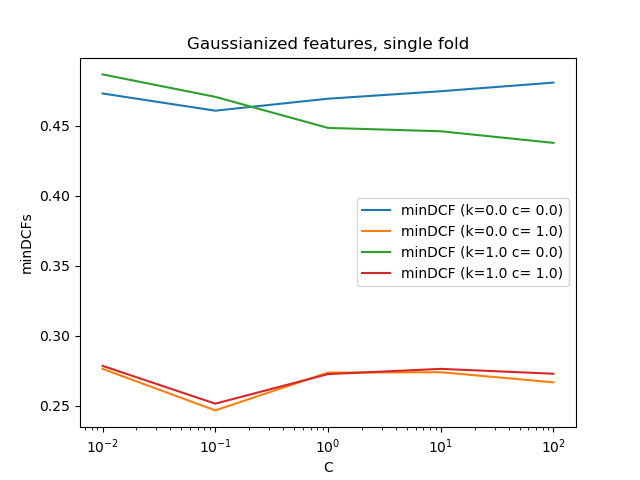 Gaussianized features, single fold
minDCFs
0.45
0.40
0.35
0.30
0.25
minDCF (k=0.0 c= 0.0)
minDCF (k=0.0 c= 1.0)
minDCF (k=1.0 c= 0.0)
minDCF (k=1.0 c= 1.0)
10⁻² 10⁻¹ 10⁰ 10¹ 10²
C